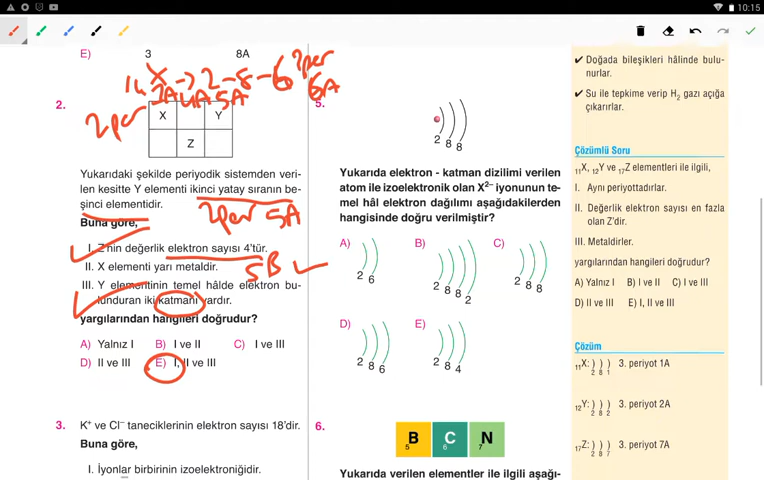 10:15
E) 3 8A
14X → 2 - 8 - 6
3A 4A 5A 6A
2per
2.
X Y
Z
Yukarıdaki şekilde periyodik sistemden veri-
len kesitte Y elementi ikinci yatay sıranın be-
şinci elementidir.
2per 5A
Buna göre,
I. Z'nin değerlik elektron sayısı 4'tür.
II. X elementi yarı metaldir.
5B
III. Y elementinin temel hâlde elektron bu-
lunduran iki katmanı vardır.
yargılarından hangileri doğrudur?
A) Yalnız I B) I ve II C) I ve III
D) II ve III E) I, II ve III
3. K⁺ ve Cl⁻ taneciklerinin elektron sayısı 18'dir.
Buna göre,
I. İyonlar birbirinin izoelektroniğidir.
5.
2 8 8
Yukarıda elektron - katman dizilimi verilen
atom ile izoelektronik olan X²⁻ iyonunun te-
mel hâl elektron dağılımı aşağıdakilerden
hangisinde doğru verilmiştir?
A) B) C)
2 6 2 8 8 2 2 8 8
D) E)
2 8 6 2 8 4
6.
B C N
5 6 7
Yukarıda verilen elementler ile ilgili aşağı-
✔ Doğada bileşikleri hâlinde bulu-
nurlar.
✔ Su ile tepkime verip H₂ gazı açığa
çıkarırlar.
Çözümlü Soru
₁₁X, ₁₂Y ve ₁₇Z elementleri ile ilgili,
I. Aynı periyottadırlar.
II. Değerlik elektron sayısı en fazla
olan Z'dir.
III. Metaldirler.
yargılarından hangileri doğrudur?
A) Yalnız I B) I ve II C) I ve III
D) II ve III E) I, II ve III
Çözüm
₁₁X: ) ) ) 3. periyot 1A
2 8 1
₁₂Y: ) ) ) 3. periyot 2A
2 8 2
₁₇Z: ) ) ) 3. periyot 7A
2 8 7